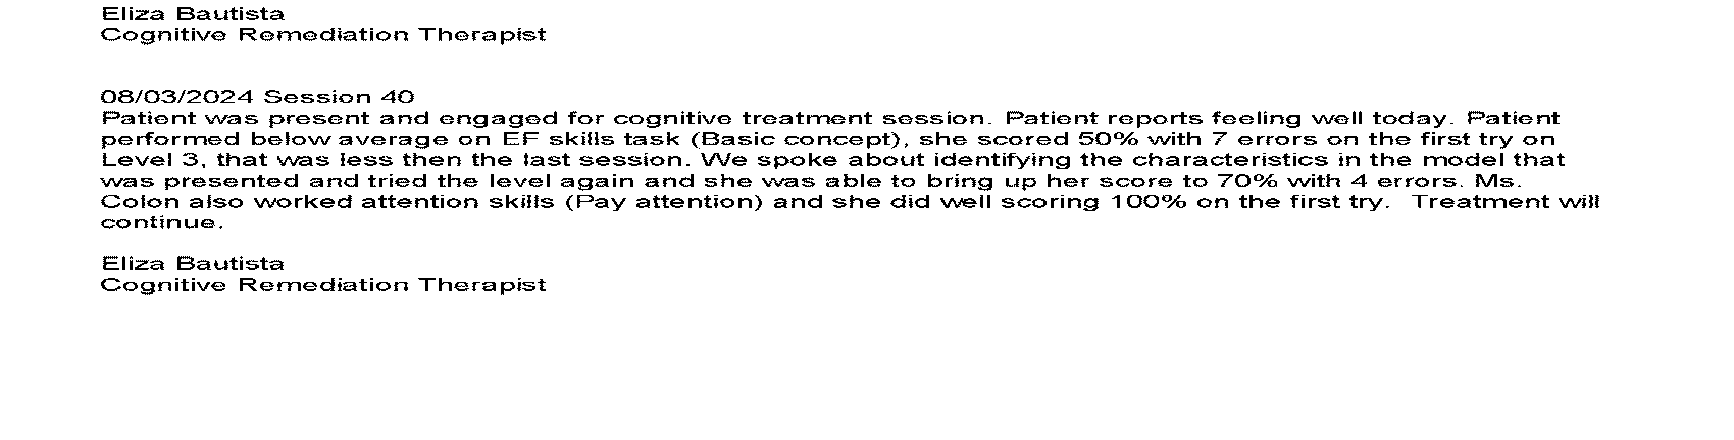 Eliza Bautista
Cognitive Remediation Therapist
08/03/2024 Session 40
Patient was present and engaged for cognitive treatment session. Patient reports feeling well today. Patient
performed below average on EF skills task (Basic concept), she scored 50% with 7 errors on the first try on
Level 3, that was less then the last session. We spoke about identifying the characteristics in the model that
was presented and tried the level again and she was able to bring up her score to 70% with 4 errors. Ms.
Colon also worked attention skills (Pay attention) and she did well scoring 100% on the first try.  Treatment will
continue.
Eliza Bautista
Cognitive Remediation Therapist